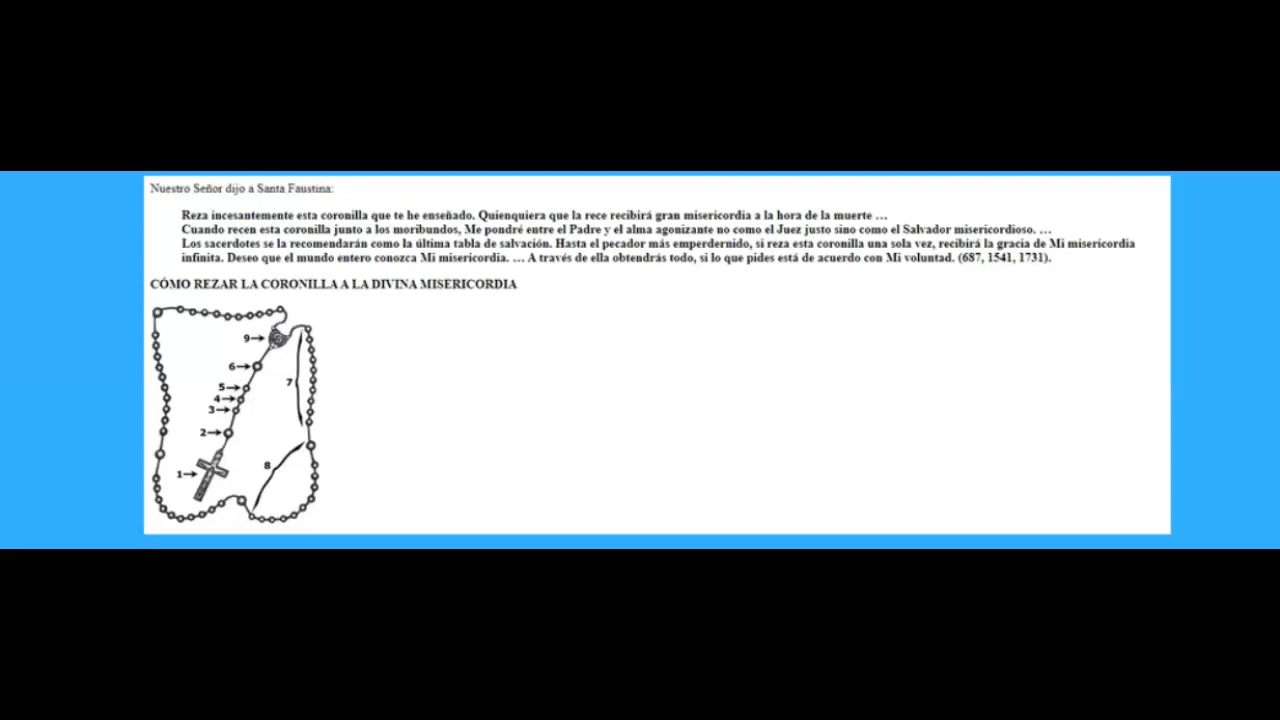 Nuestro Señor dijo a Santa Faustina:
Reza incesantemente esta coronilla que te he enseñado. Quienquiera que la rece recibirá gran misericordia a la hora de la muerte ...
Cuando recen esta coronilla junto a los moribundos, Me pondré entre el Padre y el alma agonizante no como el Juez justo sino como el Salvador misericordioso. ...
Los sacerdotes se la recomendarán como la última tabla de salvación. Hasta el pecador más emperdernido, si reza esta coronilla una sola vez, recibirá la gracia de Mi misericordia
infinita. Deseo que el mundo entero conozca Mi misericordia. ... A través de ella obtendrás todo, si lo que pides está de acuerdo con Mi voluntad. (687, 1541, 1731).
CÓMO REZAR LA CORONILLA A LA DIVINA MISERICORDIA
9
6
7
5
4
3
2
8
1